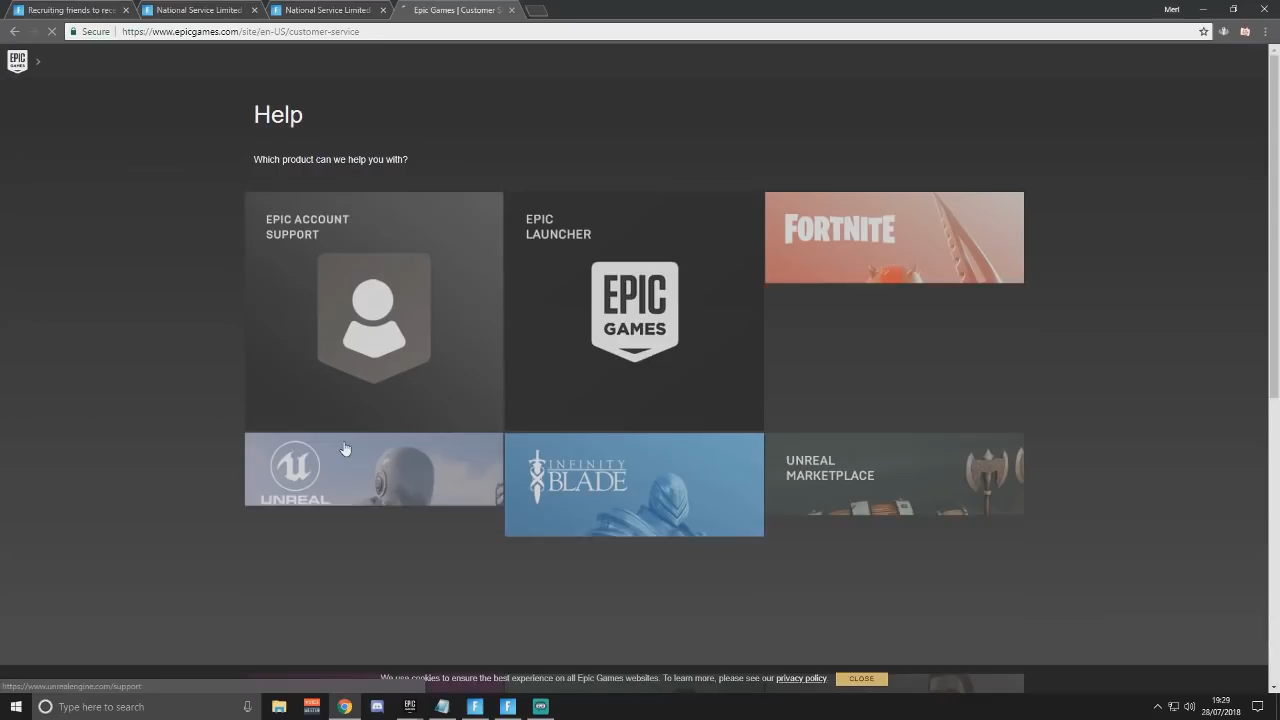 Recruiting friends to rec
National Service Limited
National Service Limited
Epic Games | Customer S
Merl
Secure
https://www.epicgames.com/site/en-US/customer-service
EPIC GAMES
Help
Which product can we help you with?
EPIC ACCOUNT
SUPPORT
EPIC
LAUNCHER
EPIC
GAMES
FORTNITE
UNREAL
INFINITY
BLADE
UNREAL
MARKETPLACE
We use cookies to ensure the best experience on all Epic Games websites. To learn more, please see our privacy policy
CLOSE
https://www.unrealengine.com/support
Type here to search
19:29
28/07/2018